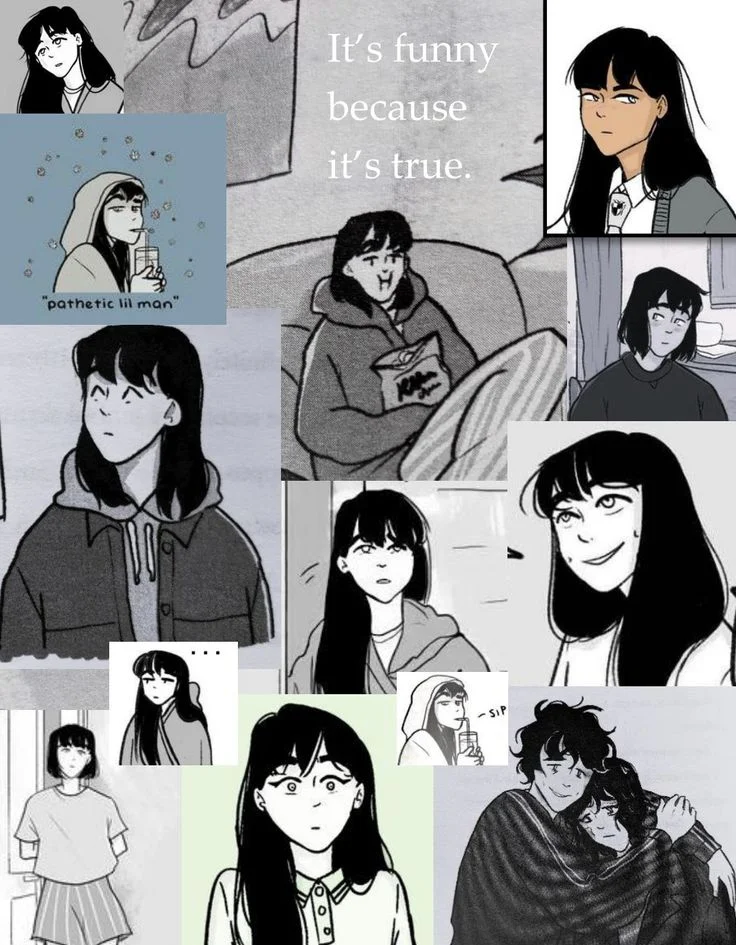 It's funny
because
it's true.
"pathetic lil man"
...
- SIP